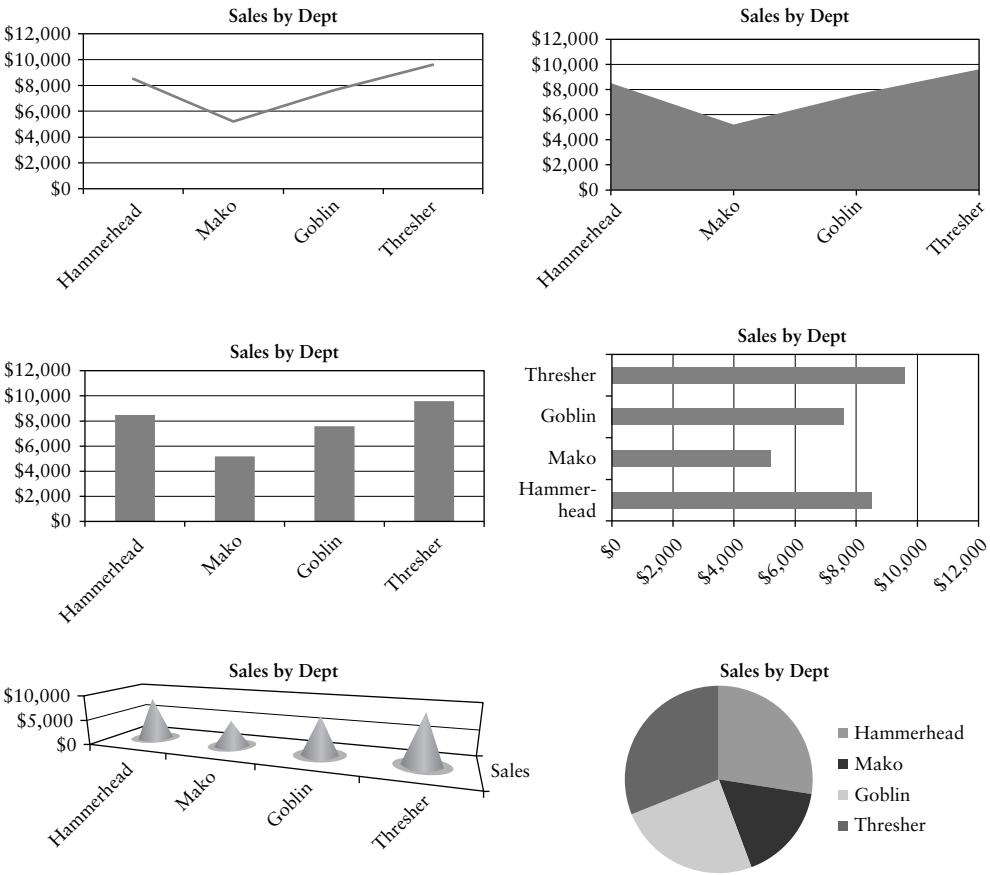 Sales by Dept
$12,000
$10,000
$8,000
$6,000
$4,000
$2,000
$0
Hammerhead
Mako
Goblin
Thresher
Sales by Dept
$12,000
$10,000
$8,000
$6,000
$4,000
$2,000
$0
Hammerhead
Mako
Goblin
Thresher
Sales by Dept
$12,000
$10,000
$8,000
$6,000
$4,000
$2,000
$0
Hammerhead
Mako
Goblin
Thresher
Sales by Dept
Thresher
Goblin
Mako
Hammer-
head
$0
$2,000
$4,000
$6,000
$8,000
$10,000
$12,000
Sales by Dept
$10,000
$5,000
$0
Hammerhead
Mako
Goblin
Thresher
Sales
Sales by Dept
Hammerhead
Mako
Goblin
Thresher